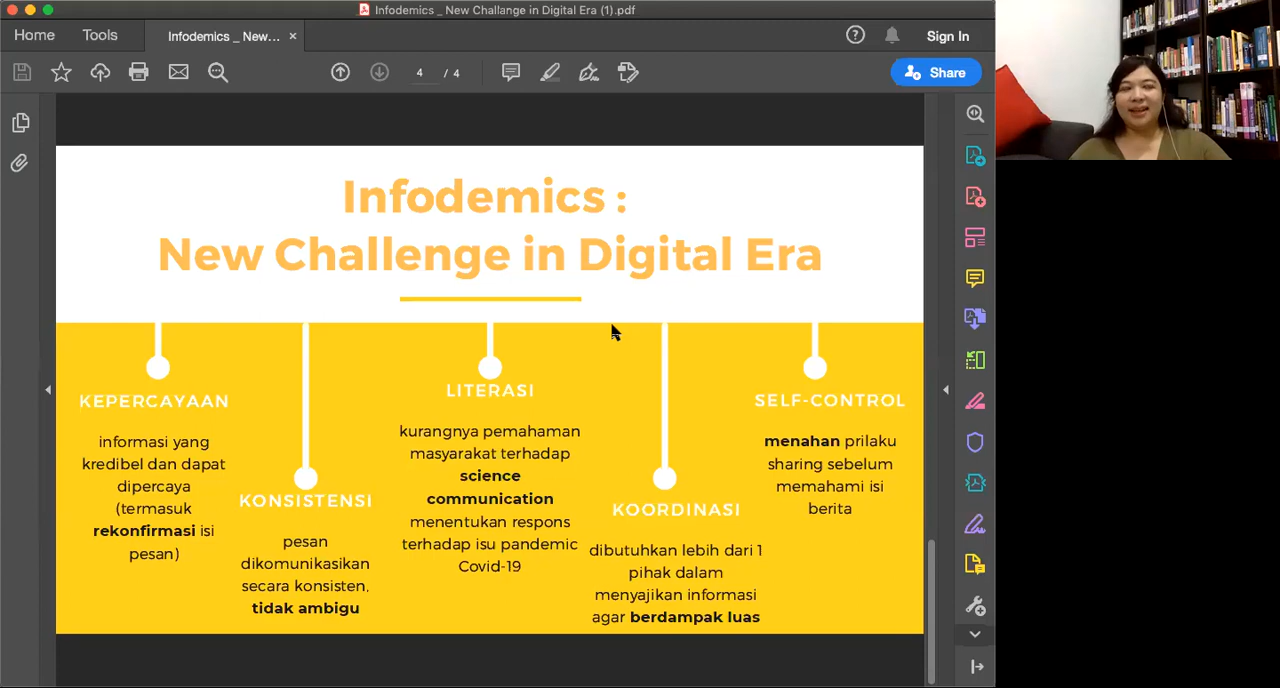 Infodemics _ New Challange in Digital Era (1).pdf
Home
Tools
Infodemics _ New...
×
Sign In
4
/ 4
Share
Infodemics :
New Challenge in Digital Era
KEPERCAYAAN
informasi yang
kredibel dan dapat
dipercaya
(termasuk
rekonfirmasi isi
pesan)
KONSISTENSI
pesan
dikomunikasikan
secara konsisten,
tidak ambigu
LITERASI
kurangnya pemahaman
masyarakat terhadap
science
communication
menentukan respons
terhadap isu pandemic
Covid-19
KOORDINASI
dibutuhkan lebih dari 1
pihak dalam
menyajikan informasi
agar berdampak luas
SELF-CONTROL
menahan prilaku
sharing sebelum
memahami isi
berita